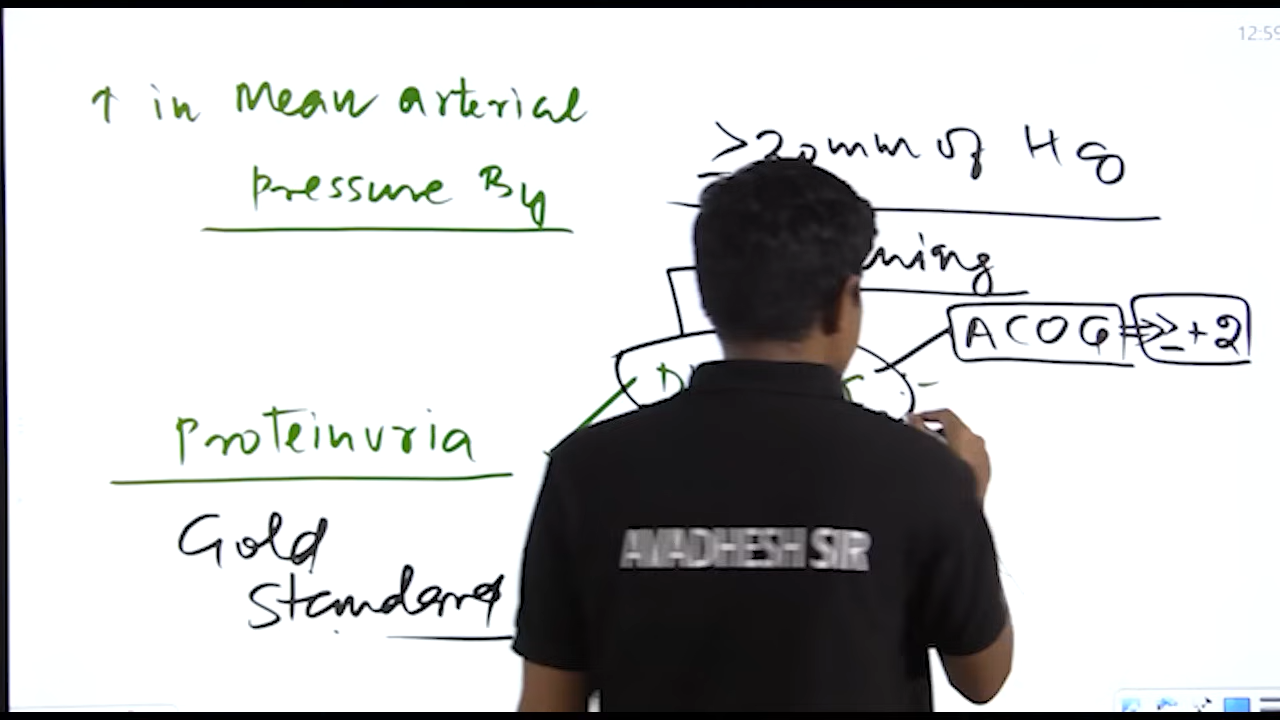 12:59
↑ in Mean arterial
pressure By
≥20mm of Hg
ACOG ⇒ ≥+2
Proteinuria
Gold
Standard
AVADHESH SIR